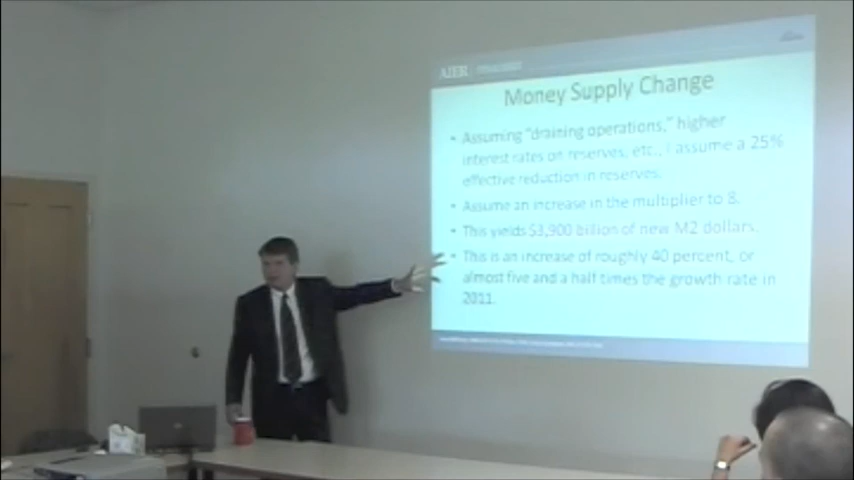 AIER
Money Supply Change
• Assuming "draining operations," higher
interest rates on reserves, etc., I assume a 25%
effective reduction in reserves.
• Assume an increase in the multiplier to 8.
• This yields $3,900 billion of new M2 dollars.
• This is an increase of roughly 40 percent, or
almost five and a half times the growth rate in
2011.